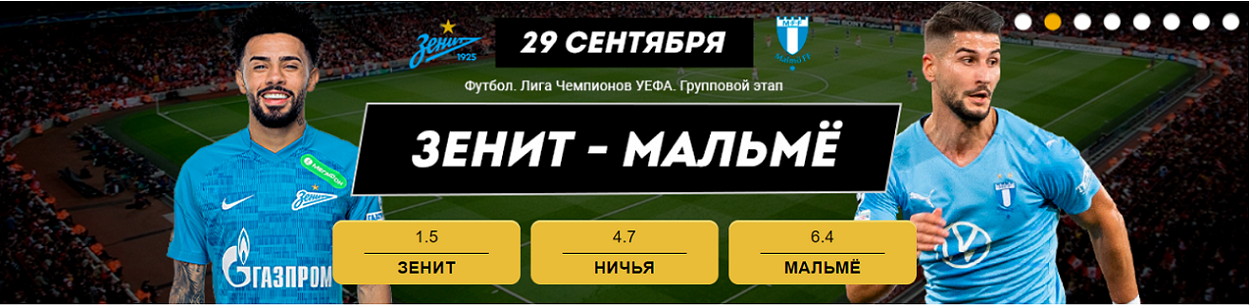 Зенит
1925
29 СЕНТЯБРЯ
MFF
Malmö FF
Футбол. Лига Чемпионов УЕФА. Групповой этап
ЗЕНИТ - МАЛЬМЁ
МЕГАФОН
Зенит
ГАЗПРОМ
1.5
ЗЕНИТ
4.7
НИЧЬЯ
6.4
МАЛЬМЁ